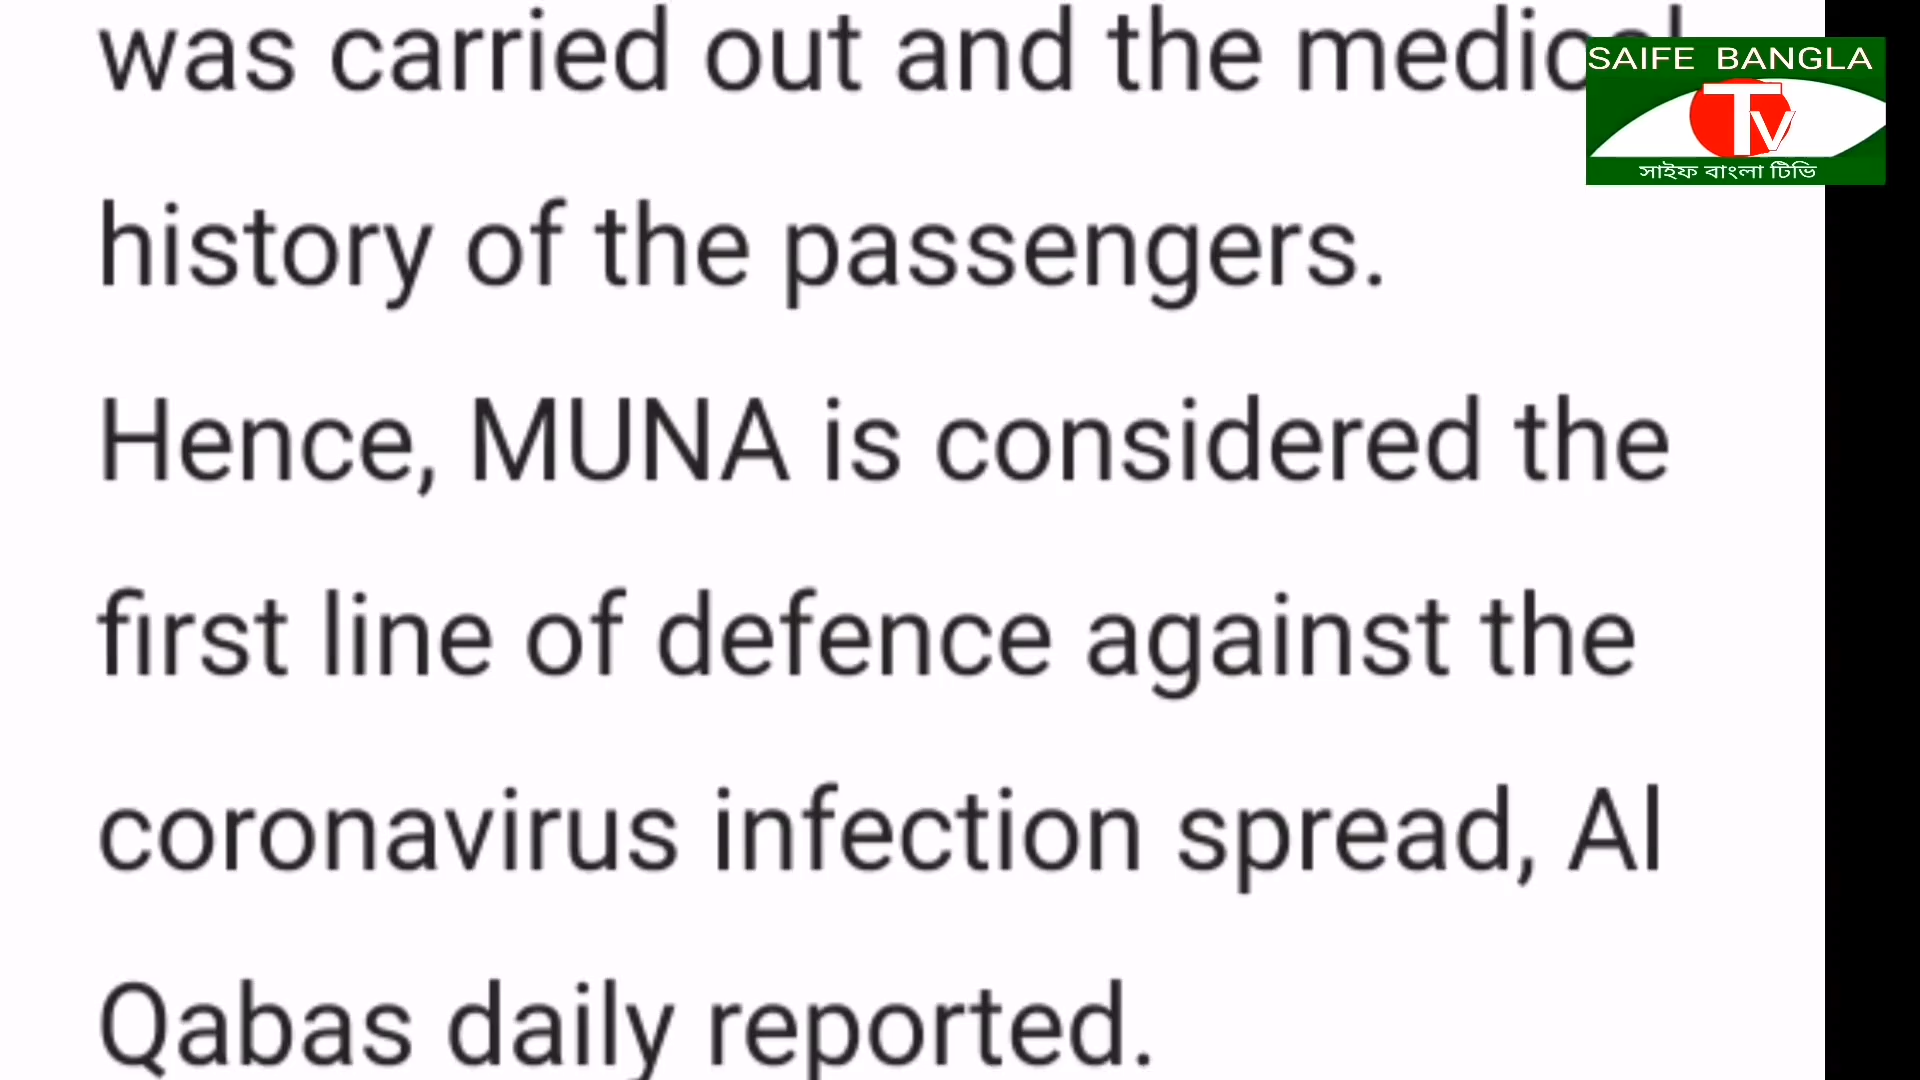 was carried out and the medical
SAIFE BANGLA
TV
সাইফ বাংলা টিভি
history of the passengers.
Hence, MUNA is considered the
first line of defence against the
coronavirus infection spread, Al
Qabas daily reported.